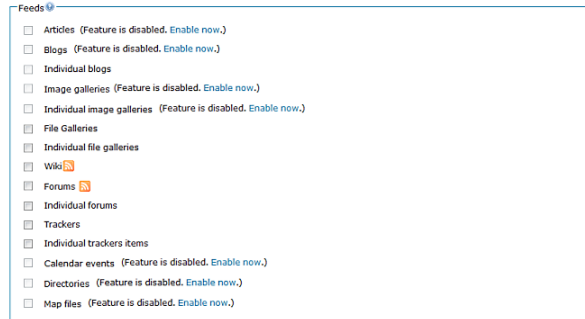 Feeds
Articles (Feature is disabled. Enable now.)
Blogs (Feature is disabled. Enable now.)
Individual blogs
Image galleries (Feature is disabled. Enable now.)
Individual image galleries (Feature is disabled. Enable now.)
File Galleries
Individual file galleries
Wiki
Forums
Individual forums
Trackers
Individual trackers items
Calendar events (Feature is disabled. Enable now.)
Directories (Feature is disabled. Enable now.)
Map files (Feature is disabled. Enable now.)